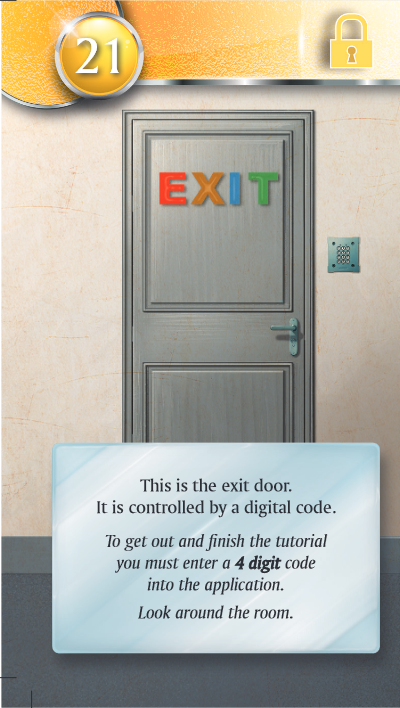 21
EXIT
This is the exit door.
It is controlled by a digital code.
To get out and finish the tutorial
you must enter a 4 digit code
into the application.
Look around the room.